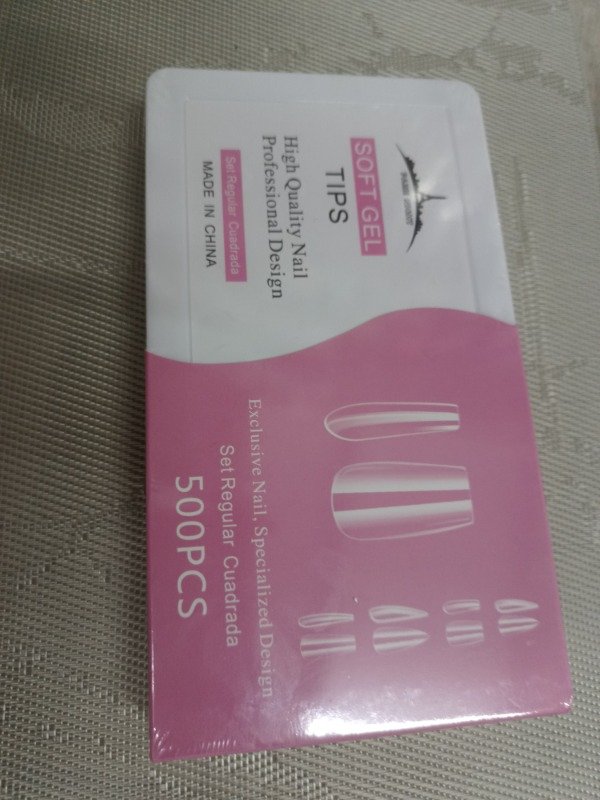 SOFT GEL
TIPS
High Quality Nail
Professional Design
Set Regular Cuadrada
MADE IN CHINA
Exclusive Nail, Specialized Design
Set Regular Cuadrada
500PCS